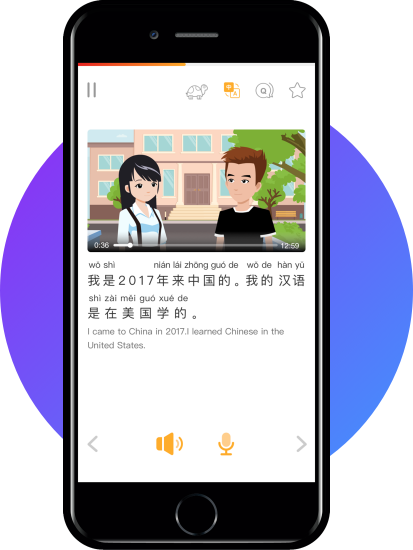 0:36
12:59
wǒ shì nián lái zhōng guó de wǒ de hàn yǔ
我是2017年来中国的。我的汉语
shì zài měi guó xué de
是在美国学的。
I came to China in 2017.I learned Chinese in the
United States.